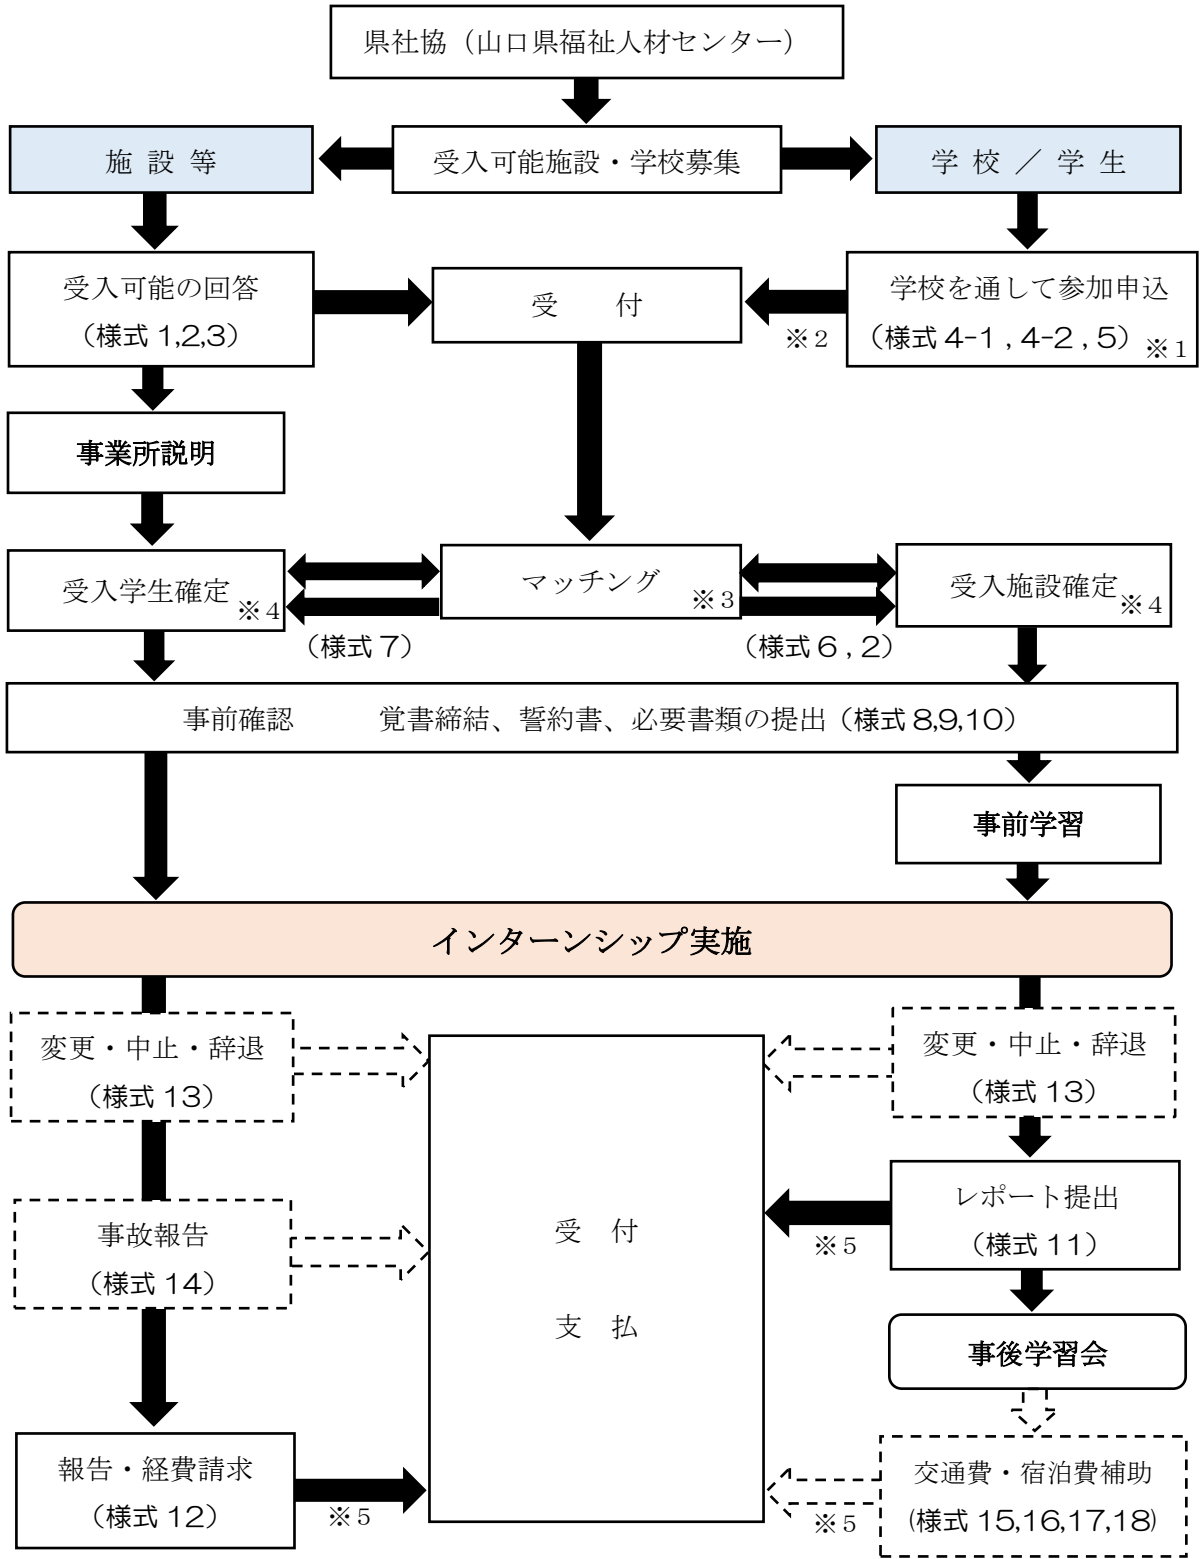 県社協（山口県福祉人材センター）
施 設 等
受入可能施設・学校募集
学 校 ／ 学 生
受入可能の回答
（様式 1,2,3）
受　　付
※２
学校を通して参加申込
（様式 4-1 , 4-2 , 5）※１
事業所説明
受入学生確定
※４
マッチング
※３
受入施設確定
※４
（様式 7）
（様式 6 , 2）
事前確認　　　覚書締結、誓約書、必要書類の提出（様式 8,9,10）
事前学習
インターンシップ実施
変更・中止・辞退
（様式 13）
変更・中止・辞退
（様式 13）
事故報告
（様式 14）
受　付
支　払
レポート提出
（様式 11）
※５
事後学習会
報告・経費請求
（様式 12）
※５
交通費・宿泊費補助
(様式 15,16,17,18)
※５